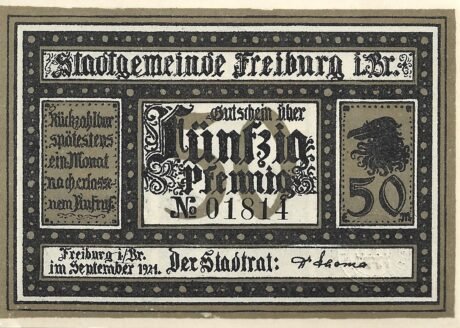 Stadtgemeinde Freiburg i.Br.
Rückzahlbar
spätestens
ein Monat
nach erlasse-
nem Aufruf.
Gutschein über
Fünfzig
Pfennig
№ 01814
50
Freiburg i/Br.
im September 1921.
Der Stadtrat: